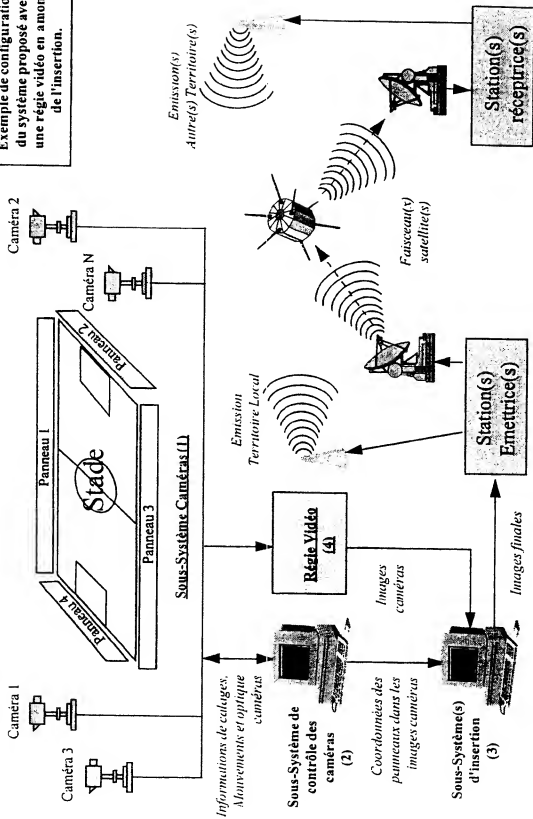 Exemple de configuration
du système proposé avec
une régie vidéo en amont
de l'insertion.
Caméra 1
Caméra 3
Caméra 2
Caméra N
Panneau 1
Panneau 2
Panneau 3
Panneau 4
Stade
Sous-Système Caméras (1)
Informations de calages,
Mouvements et optique
caméras
Régie Vidéo
(4)
Sous-Système de
contrôle des
caméras
(2)
Images
caméras
Coordonnées des
panneaux dans les
images caméras
Sous-Système(s)
d'insertion
(3)
Images finales
Emission
Territoire Local
Station(s)
Emettrice(s)
Faisceau(x)
satellite(s)
Emission(s)
Autre(s) Territoire(s)
Station(s)
réceptrice(s)